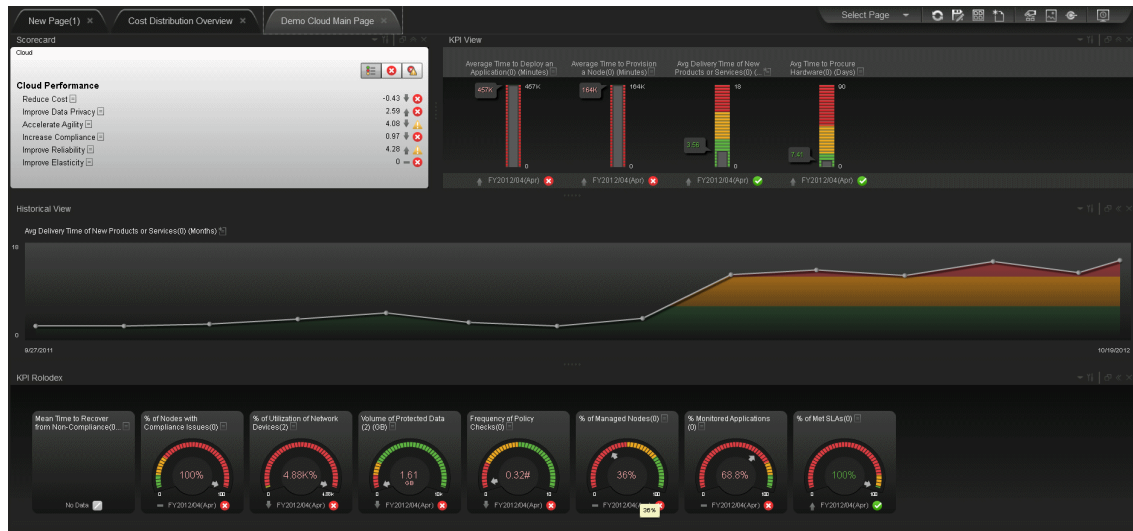 New Page(1) ×
Cost Distribution Overview ×
Demo Cloud Main Page ×
Select Page
Scorecard
Cloud
Cloud Performance
Reduce Cost
-0.43
Improve Data Privacy
2.59
Accelerate Agility
4.08
Increase Compliance
0.97
Improve Reliability
4.28
Improve Elasticity
0
KPI View
Average Time to Deploy an
Application(0) (Minutes)
457K
457K
0
FY2012/04(Apr)
Average Time to Provision
a Node(0) (Minutes)
164K
164K
0
FY2012/04(Apr)
Avg Delivery Time of New
Products or Services(0) (...
18
3.56
0
FY2012/04(Apr)
Avg Time to Procure
Hardware(0) (Days)
90
7.41
0
FY2012/04(Apr)
Historical View
Avg Delivery Time of New Products or Services(0) (Months)
18
0
9/27/2011
10/19/2012
KPI Rolodex
Mean Time to Recover
from Non-Compliance(0...
No Data
% of Nodes with
Compliance Issues(0)
100%
0
100
FY2012/04(Apr)
% of Utilization of Network
Devices(2)
4.88K%
0
4.88K
FY2012/04(Apr)
Volume of Protected Data
(2) (GB)
1.61
GB
0
FY2012/04(Apr)
Frequency of Policy
Checks(0)
0.32#
0
10
FY2012/04(Apr)
% of Managed Nodes(0)
36%
0
100
FY2012/04(Apr)
36%
% Monitored Applications
(0)
68.8%
0
100
FY2012/04(Apr)
% of Met SLAs(0)
100%
0
100
FY2012/04(Apr)